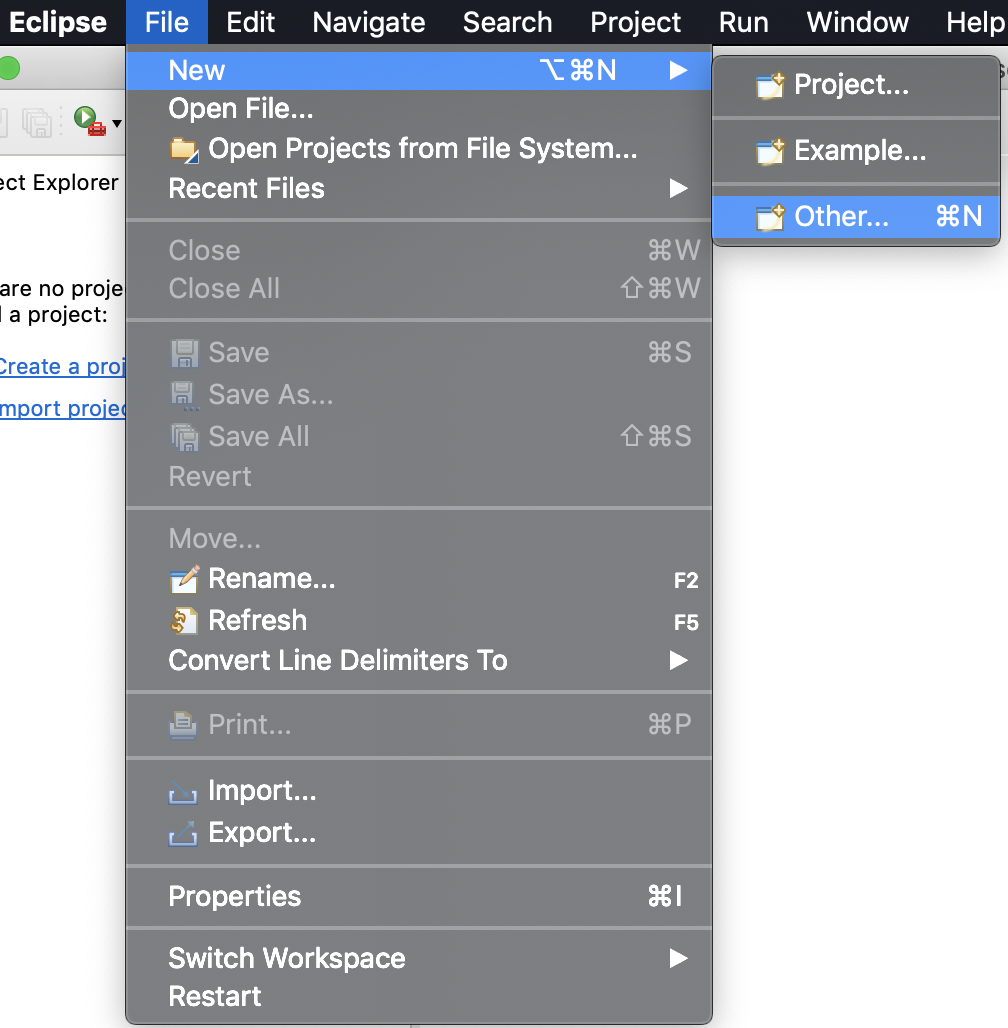 Eclipse File Edit Navigate Search Project Run Window Help
New ⌥⌘N ▶
Project...
Open File...
Example...
Open Projects from File System...
Recent Files ▶
Other... ⌘N
ect Explorer
Close ⌘W
Close All ⇧⌘W
are no proje
a project:
Save ⌘S
Create a proj
Save As...
mport projec
Save All ⇧⌘S
Revert
Move...
Rename... F2
Refresh F5
Convert Line Delimiters To ▶
Print... ⌘P
Import...
Export...
Properties ⌘I
Switch Workspace ▶
Restart